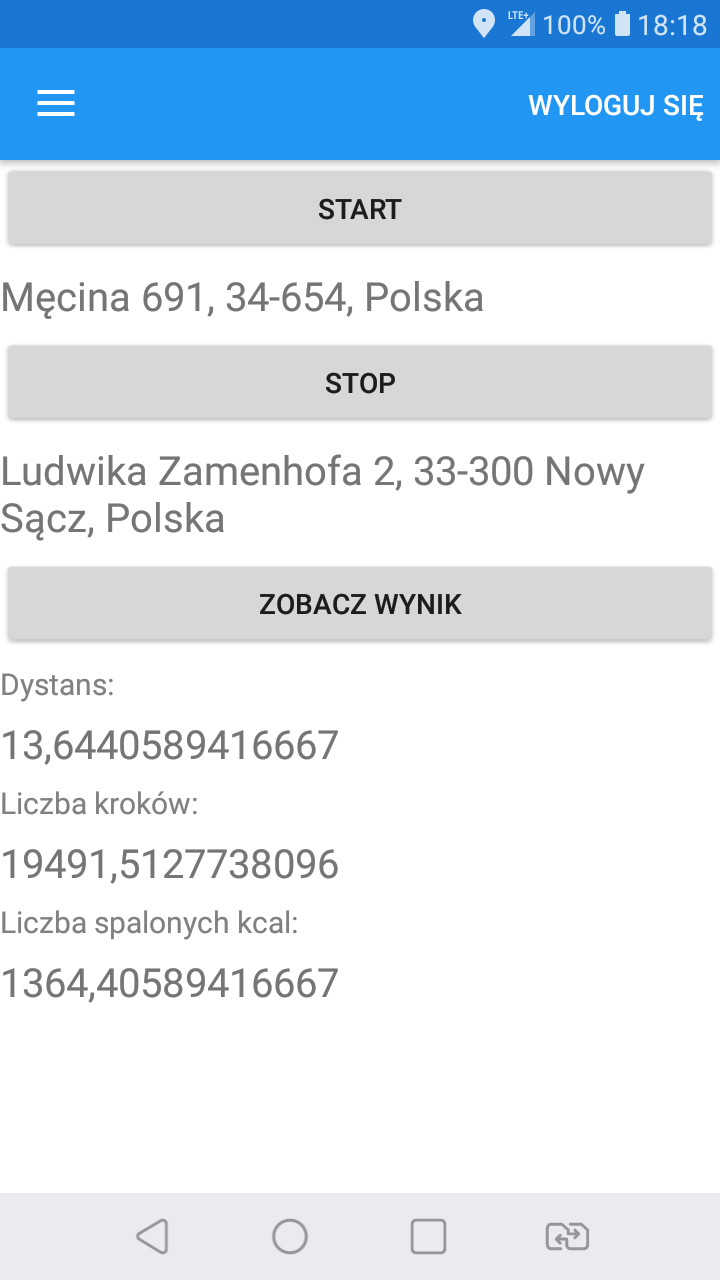 LTE+ 100% 18:18
WYLOGUJ SIĘ
START
Męcina 691, 34-654, Polska
STOP
Ludwika Zamenhofa 2, 33-300 Nowy
Sącz, Polska
ZOBACZ WYNIK
Dystans:
13,6440589416667
Liczba kroków:
19491,5127738096
Liczba spalonych kcal:
1364,40589416667